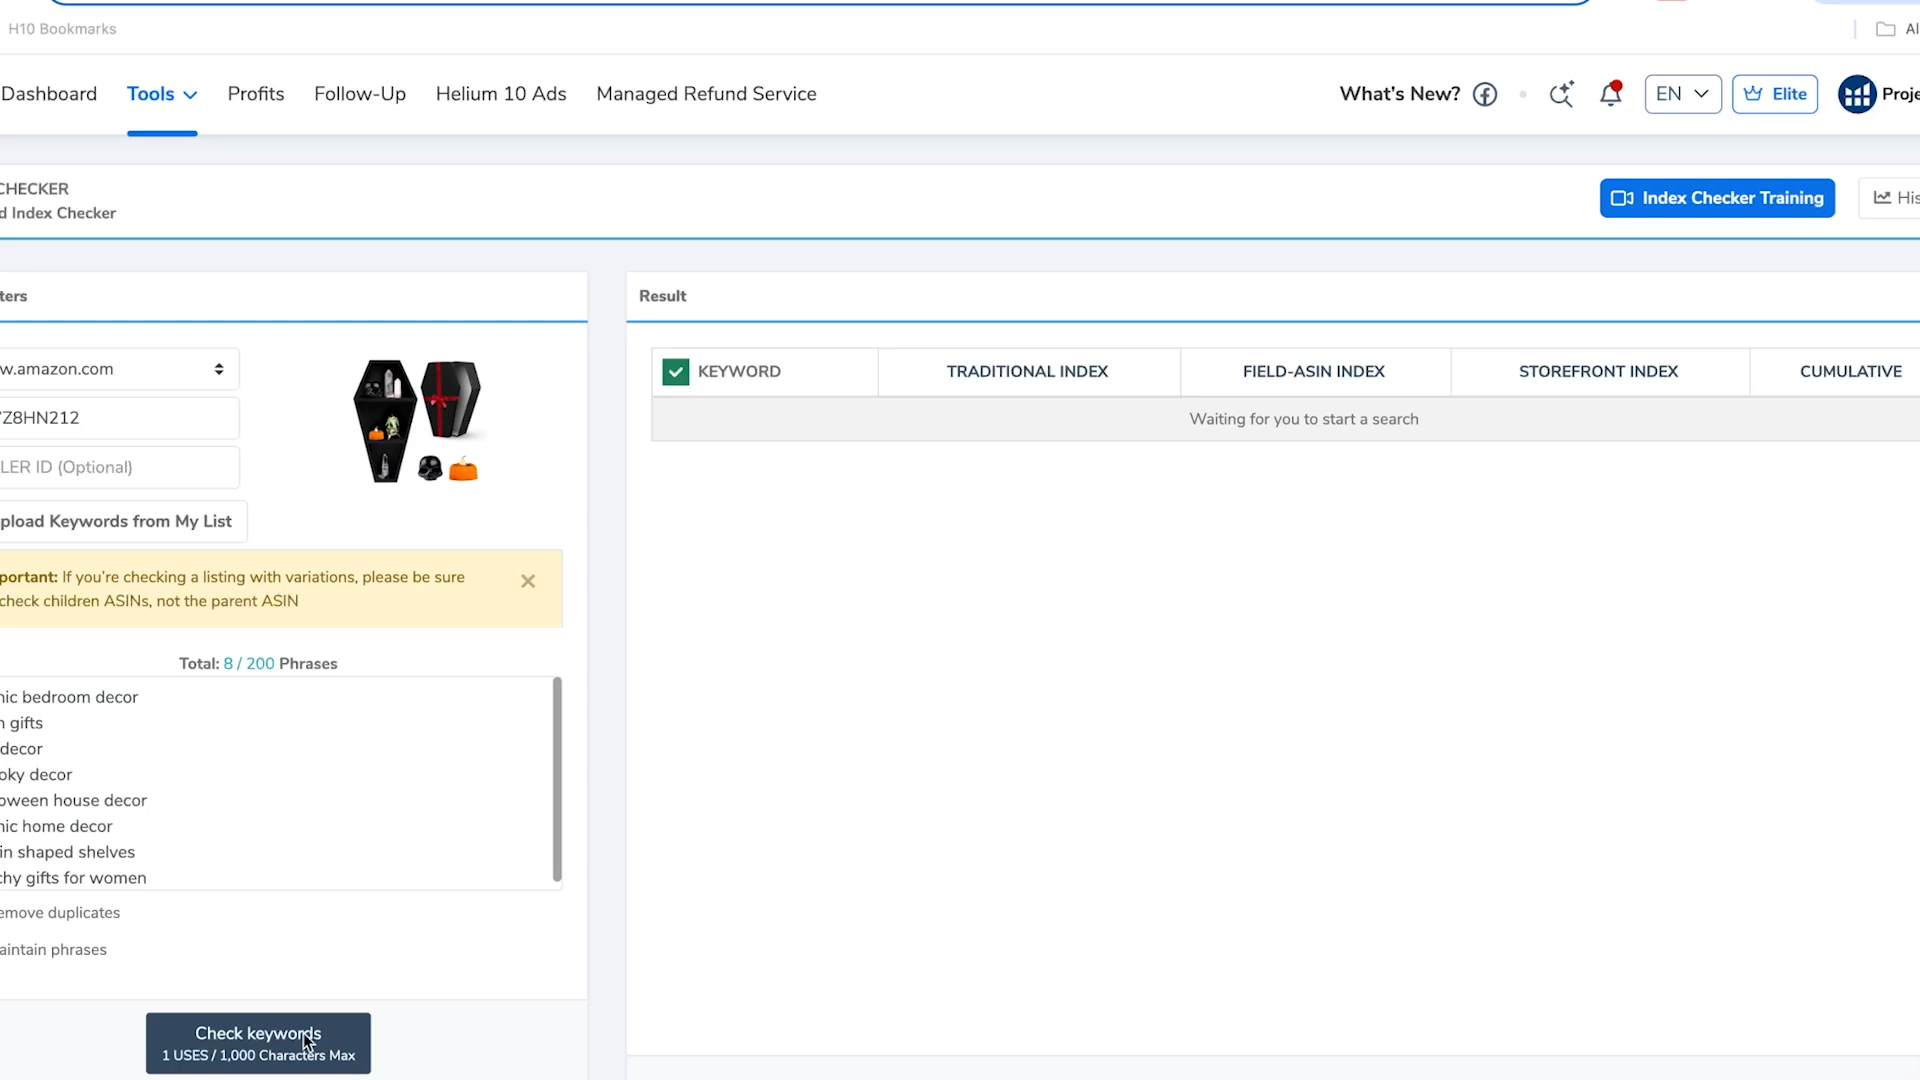 H10 Bookmarks
Al
Dashboard Tools Profits Follow-Up Helium 10 Ads Managed Refund Service What's New? EN Elite Proje
CHECKER
d Index Checker
Index Checker Training His
ters
Result
w.amazon.com
Z8HN212
LER ID (Optional)
pload Keywords from My List
portant: If you're checking a listing with variations, please be sure
check children ASINs, not the parent ASIN
Total: 8 / 200 Phrases
nic bedroom decor
n gifts
decor
oky decor
oween house decor
nic home decor
in shaped shelves
chy gifts for women
emove duplicates
aintain phrases
Check keywords
1 USES / 1,000 Characters Max
KEYWORD TRADITIONAL INDEX FIELD-ASIN INDEX STOREFRONT INDEX CUMULATIVE
Waiting for you to start a search